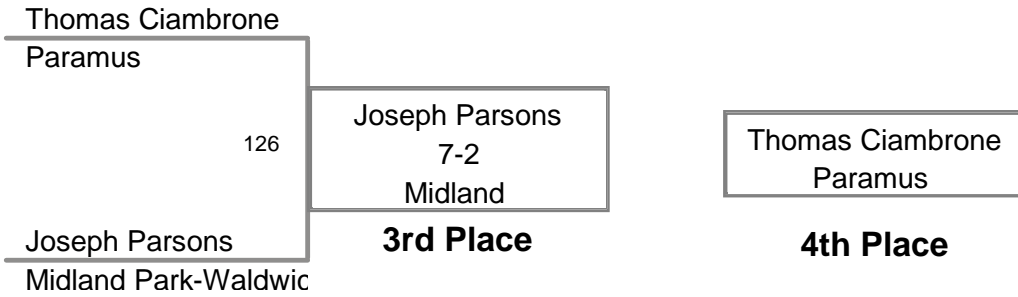 Thomas Ciambrone
Paramus
126
Joseph Parsons
7-2
Midland
3rd Place
Thomas Ciambrone
Paramus
4th Place
Joseph Parsons
Midland Park-Waldwic